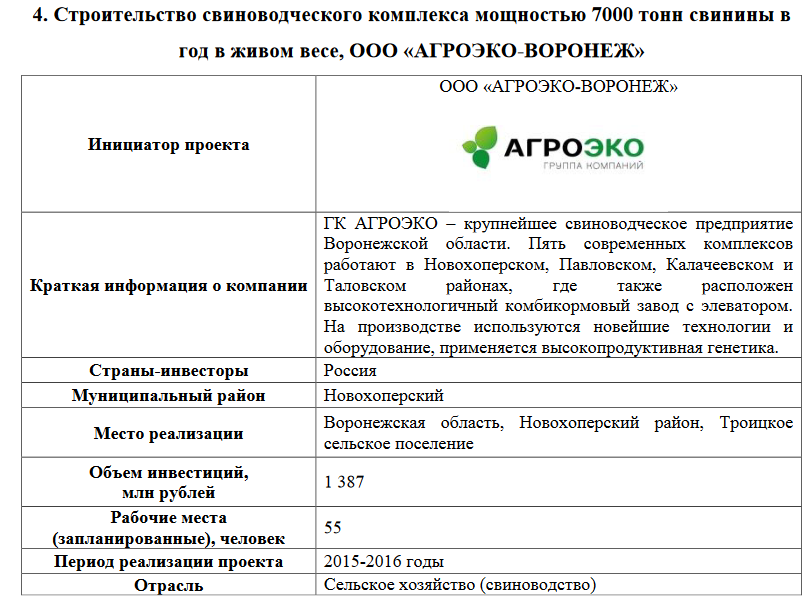 4. Строительство свиноводческого комплекса мощностью 7000 тонн свинины в
год в живом весе, ООО «АГРОЭКО-ВОРОНЕЖ»
Инициатор проекта
ООО «АГРОЭКО-ВОРОНЕЖ»
АГРОЭКО
ГРУППА КОМПАНИЙ
Краткая информация о компании
ГК АГРОЭКО – крупнейшее свиноводческое предприятие
Воронежской области. Пять современных комплексов
работают в Новохоперском, Павловском, Калачеевском и
Таловском районах, где также расположен
высокотехнологичный комбикормовый завод с элеватором.
На производстве используются новейшие технологии и
оборудование, применяется высокопродуктивная генетика.
Страны-инвесторы
Россия
Муниципальный район
Новохоперский
Место реализации
Воронежская область, Новохоперский район, Троицкое
сельское поселение
Объем инвестиций,
млн рублей
1 387
Рабочие места
(запланированные), человек
55
Период реализации проекта
2015-2016 годы
Отрасль
Сельское хозяйство (свиноводство)